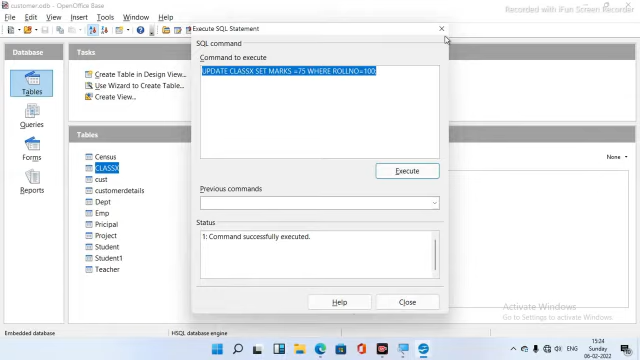 customer.odb - OpenOffice Base
Recorded with iFun Screen Recorder
File Edit View Insert Tools Window Help
Execute SQL Statement
SQL command
Command to execute
UPDATE CLASSX SET MARKS =75 WHERE ROLLNO=100;
Execute
Previous commands
Status
1: Command successfully executed.
Help
Close
Database
Tables
Queries
Forms
Reports
Tasks
Create Table in Design View...
Use Wizard to Create Table...
Create View...
Tables
Census
CLASSX
cust
customerdetails
Dept
Emp
Pricipal
Project
Student
Student1
Teacher
None
Activate Windows
Go to Settings to activate Windows.
Embedded database
HSQL database engine
15:24
Sunday
06-02-2022